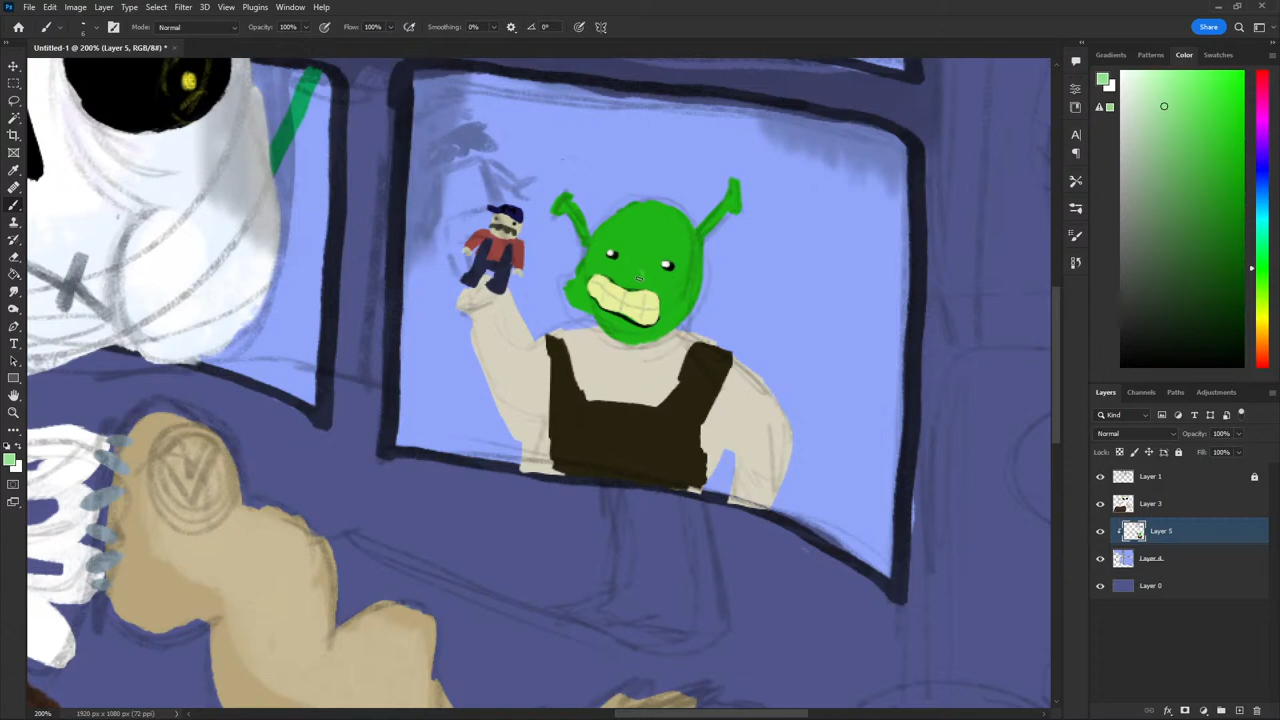 File Edit Image Layer Type Select Filter 3D View Plugins Window Help
6 Mode: Normal Opacity: 100% Flow: 100% Smoothing: 0% 0° Share
Untitled-1 @ 200% (Layer 5, RGB/8#) *
Gradients Patterns Color Swatches
Layers Channels Paths Adjustments
Kind
Normal Opacity: 100%
Lock: Fill: 100%
Layer 1
Layer 3
Layer 5
Layer 4
Layer 0
200% 1920 px x 1080 px (72 ppi)